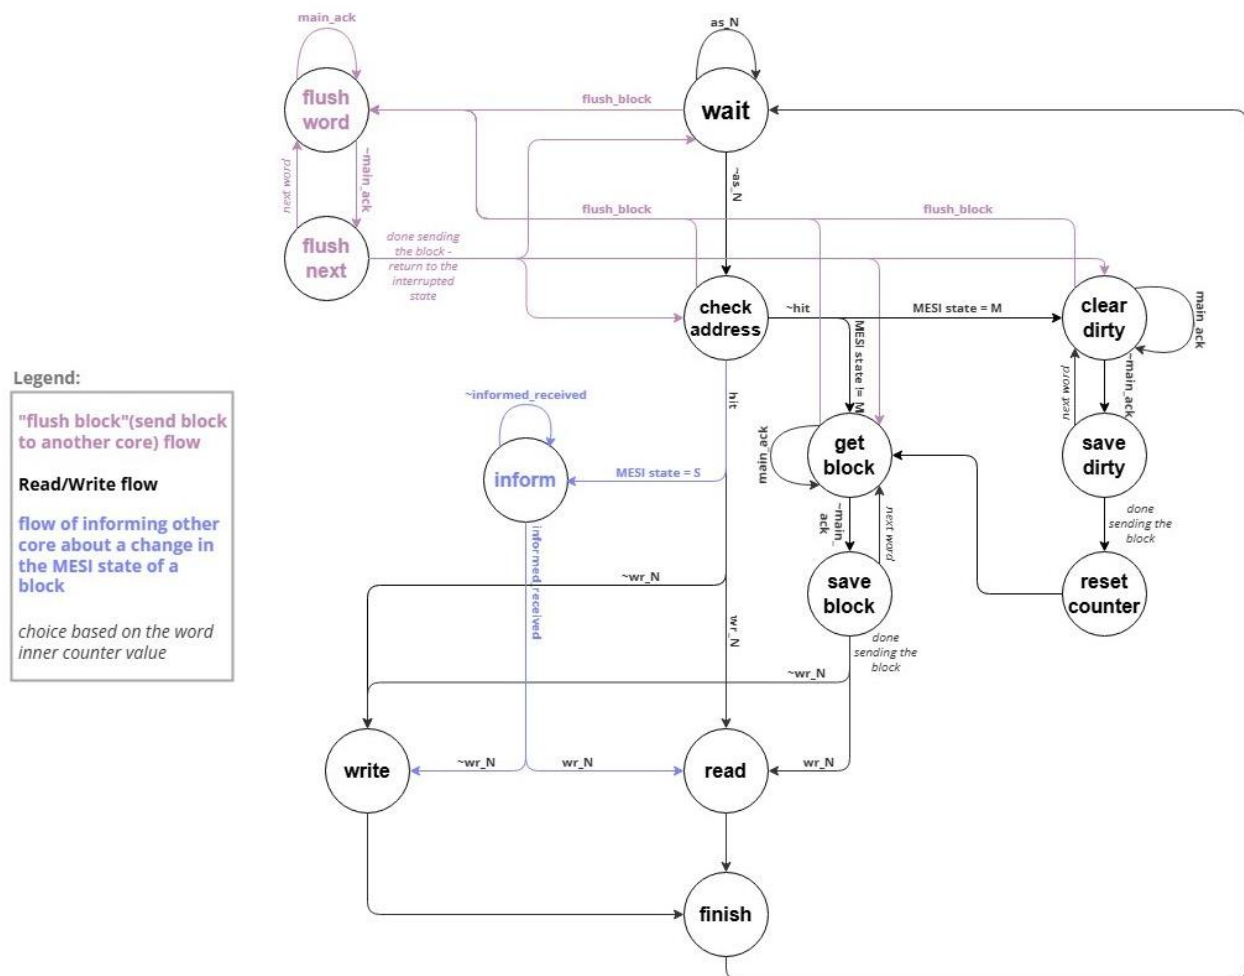 main_ack
as_N
flush
word
flush_block
wait
next word
~main_ack
~as_N
flush_block
flush_block
flush
next
done sending
the block -
return to the
interrupted
state
check
address
~hit
MESI state = M
clear
dirty
main_ack
Legend:
"flush block"(send block
to another core) flow
Read/Write flow
flow of informing other
core about a change in
the MESI state of a
block
choice based on the word
inner counter value
~informed_received
hit
MESI state != M
next word
~main_ack
inform
MESI state = S
main_ack
get
block
save
dirty
informed_received
~main_
ack
next word
done
sending the
block
~wr_N
wr_N
save
block
reset
counter
done
sending the
block
~wr_N
write
~wr_N
wr_N
read
wr_N
finish